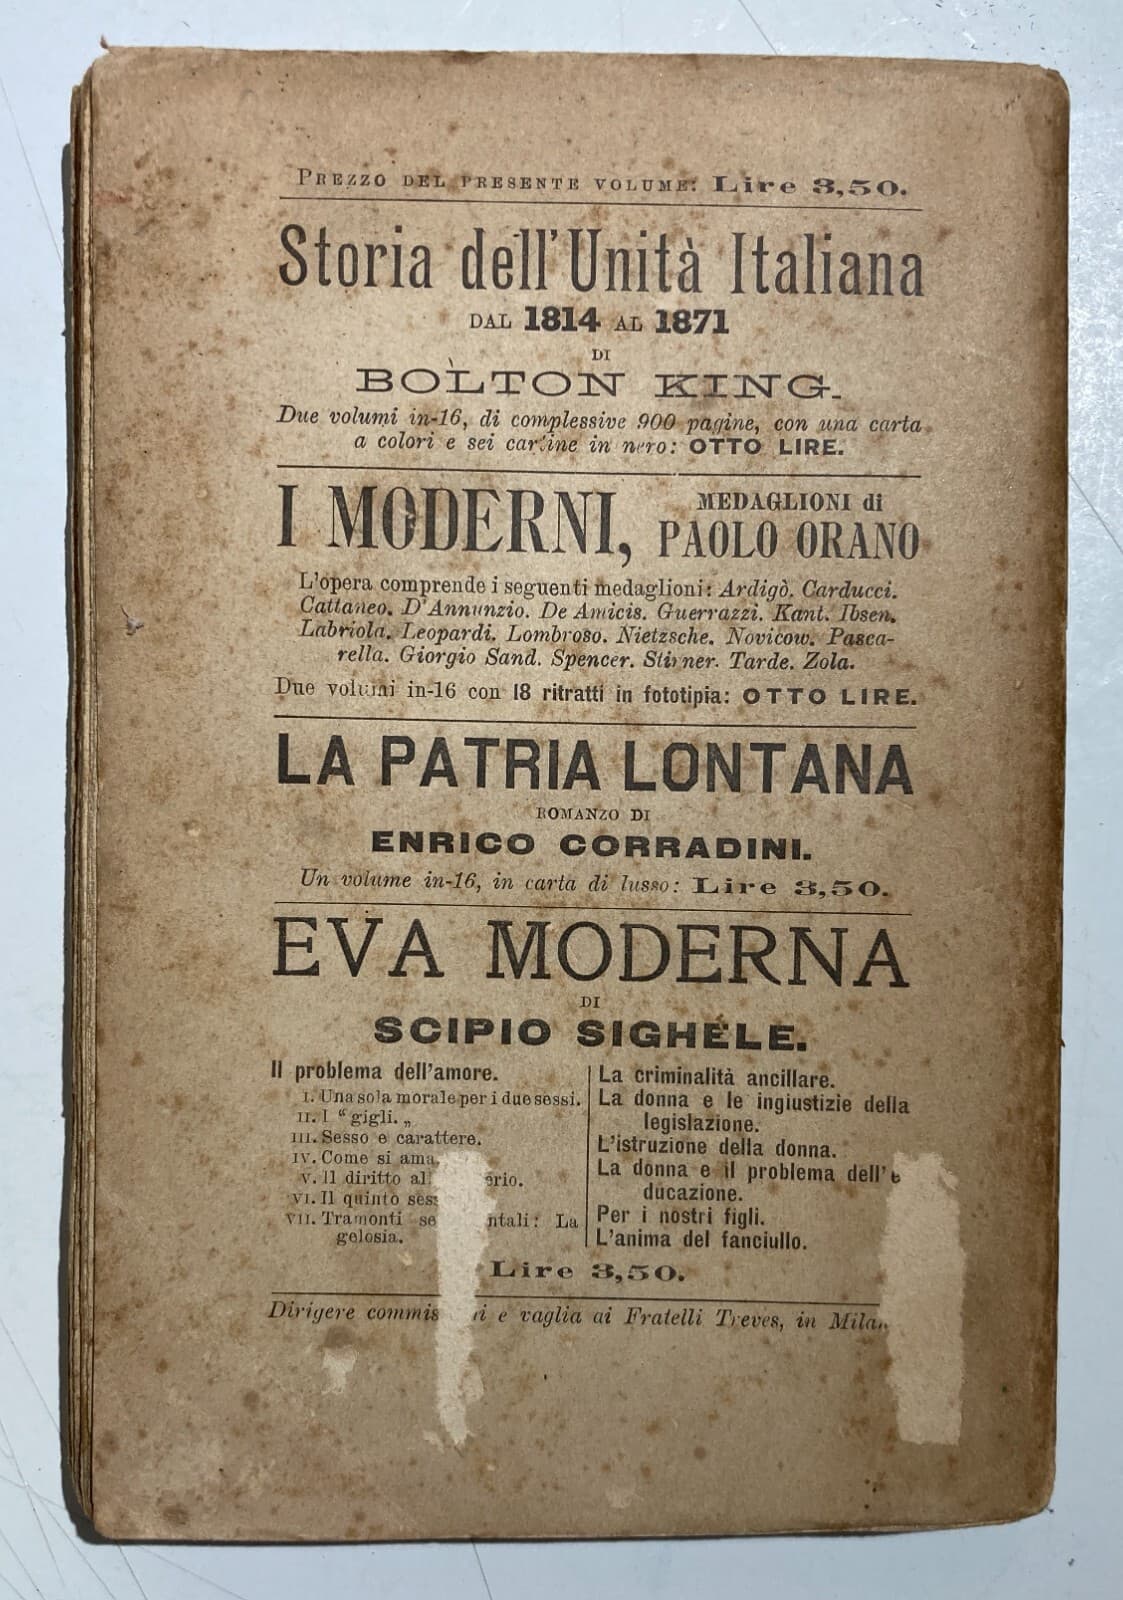 PREZZO DEL PRESENTE VOLUME: Lire 3,50.
Storia dell'Unità Italiana
DAL 1814 AL 1871
DI
BOLTON KING.
Due volumi in-16, di complessive 900 pagine, con una carta
a colori e sei cartine in nero: OTTO LIRE.
I MODERNI, MEDAGLIONI di
PAOLO ORANO
L'opera comprende i seguenti medaglioni: Ardigò. Carducci.
Cattaneo. D'Annunzio. De Amicis. Guerrazzi. Kant. Ibsen.
Labriola. Leopardi. Lombroso. Nietzsche. Novicow. Pasca-
rella. Giorgio Sand. Spencer. Stirner. Tarde. Zola.
Due volumi in-16 con 18 ritratti in fototipia: OTTO LIRE.
LA PATRIA LONTANA
ROMANZO DI
ENRICO CORRADINI.
Un volume in-16, in carta di lusso: Lire 3,50.
EVA MODERNA
DI
SCIPIO SIGHELE.
Il problema dell'amore.
I. Una sola morale per i due sessi.
II. I “gigli.„
III. Sesso e carattere.
IV. Come si ama.
V. Il diritto al
VI. Il quinto
VII. Tramonti La
gelosia.
La criminalità ancillare.
La donna e le ingiustizie della
legislazione.
L'istruzione della donna.
La donna e il problema dell'e
ducazione.
Per i nostri figli.
L'anima del fanciullo.
Lire 3,50.
Dirigere e vaglia ai Fratelli Treves, in